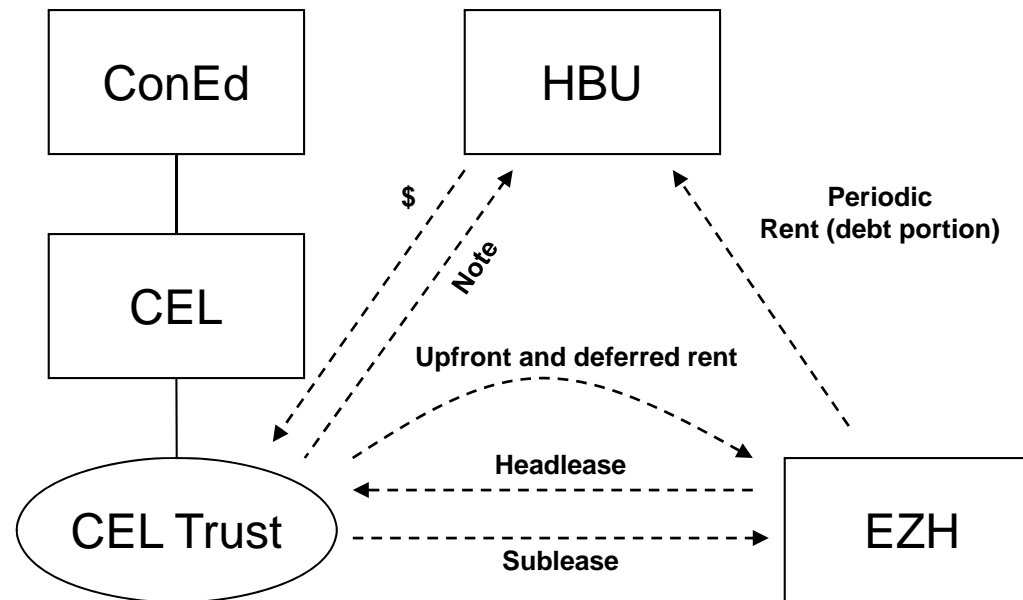 ConEd
HBU
$
Note
Periodic
Rent (debt portion)
CEL
Upfront and deferred rent
Headlease
CEL Trust
Sublease
EZH